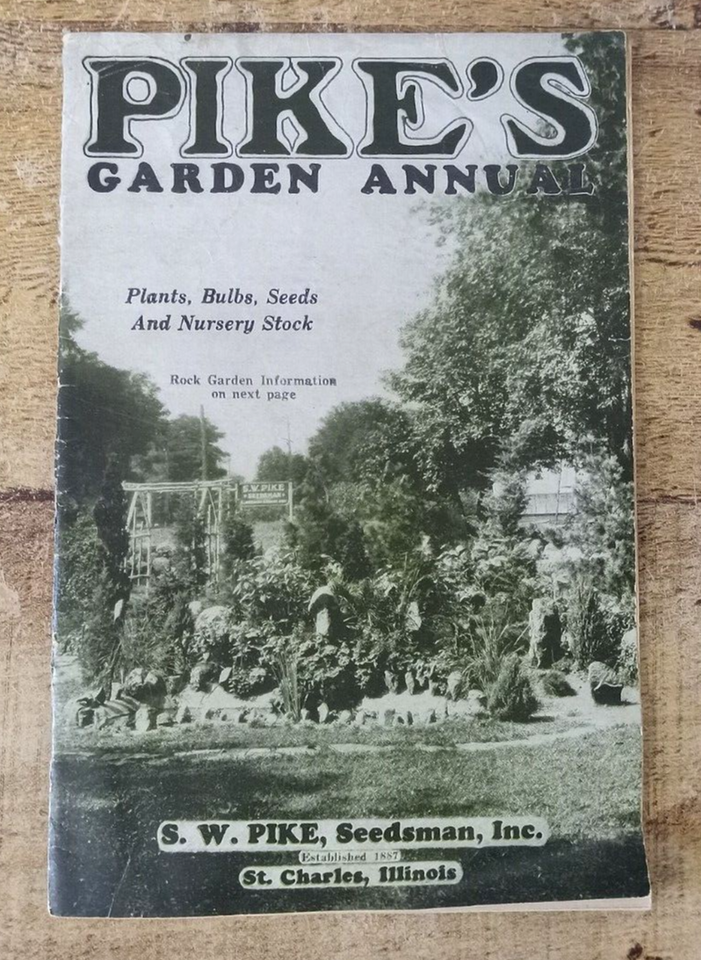 PIKE'S
GARDEN ANNUAL
Plants, Bulbs, Seeds
And Nursery Stock
Rock Garden Information
on next page
S.W. PIKE
SEEDSMAN
S. W. PIKE, Seedsman, Inc.
Established 1887
St. Charles, Illinois